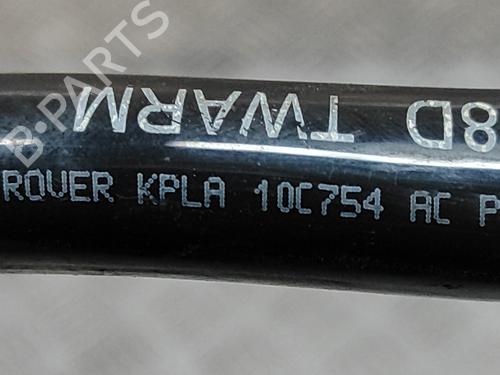 B-PARTS
8D TWARM
ROVER KPLA 10C754 AC P